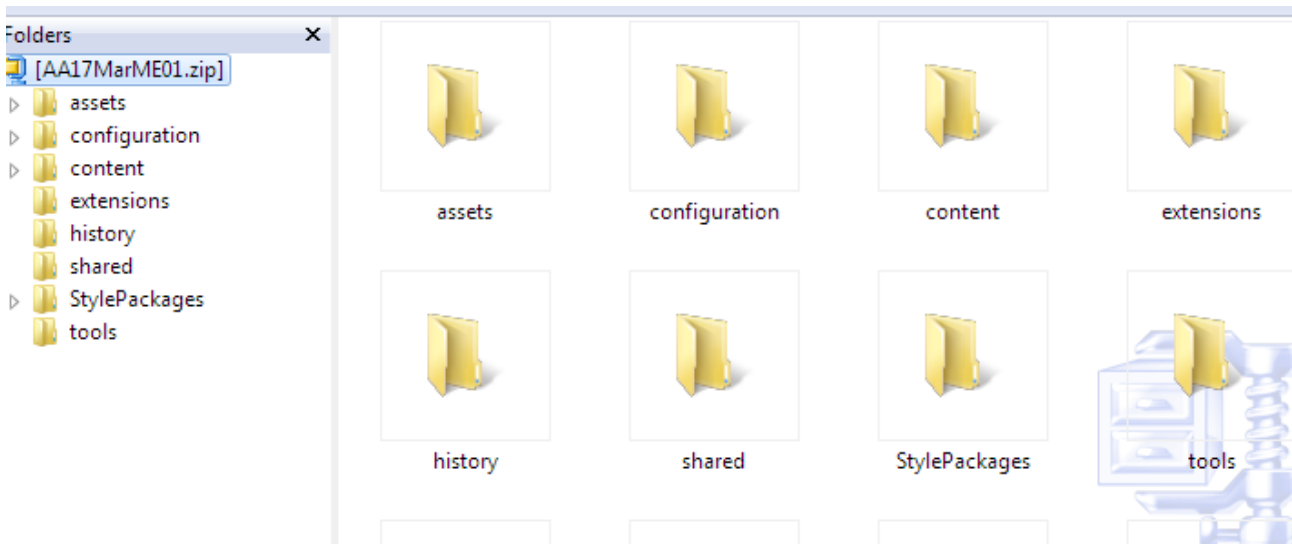 Folders
[AA17MarME01.zip]
assets
configuration
content
extensions
history
shared
StylePackages
tools
assets configuration content extensions
history shared StylePackages tools